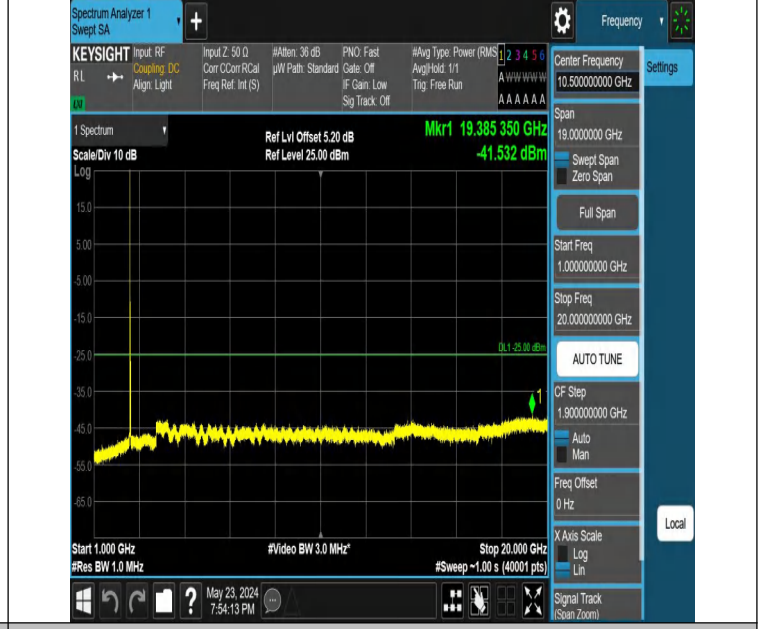 Spectrum Analyzer 1
Swept SA
Frequency
KEYSIGHT
RL
LXI
Input: RF
Coupling: DC
Align: Light
Input Z: 50 Ω
Corr CCorr RCal
Freq Ref: Int (S)
#Atten: 36 dB
µW Path: Standard
PNO: Fast
Gate: Off
IF Gain: Low
Sig Track: Off
#Avg Type: Power (RMS
Avg|Hold: 1/1
Trig: Free Run
1 2 3 4 5 6
A W W W W W
A A A A A A
1 Spectrum
Scale/Div 10 dB
Log
Ref Lvl Offset 5.20 dB
Ref Level 25.00 dBm
Mkr1 19.385 350 GHz
-41.532 dBm
15.0
5.00
-5.00
-15.0
-25.0
-35.0
-45.0
-55.0
-65.0
DL1 -25.00 dBm
1
Start 1.000 GHz
#Res BW 1.0 MHz
#Video BW 3.0 MHz*
Stop 20.000 GHz
#Sweep ~1.00 s (40001 pts)
May 23, 2024
7:54:13 PM
Center Frequency
10.500000000 GHz
Settings
Span
19.0000000 GHz
Swept Span
Zero Span
Full Span
Start Freq
1.000000000 GHz
Stop Freq
20.000000000 GHz
AUTO TUNE
CF Step
1.900000000 GHz
Auto
Man
Freq Offset
0 Hz
X Axis Scale
Log
Lin
Local
Signal Track
(Span Zoom)